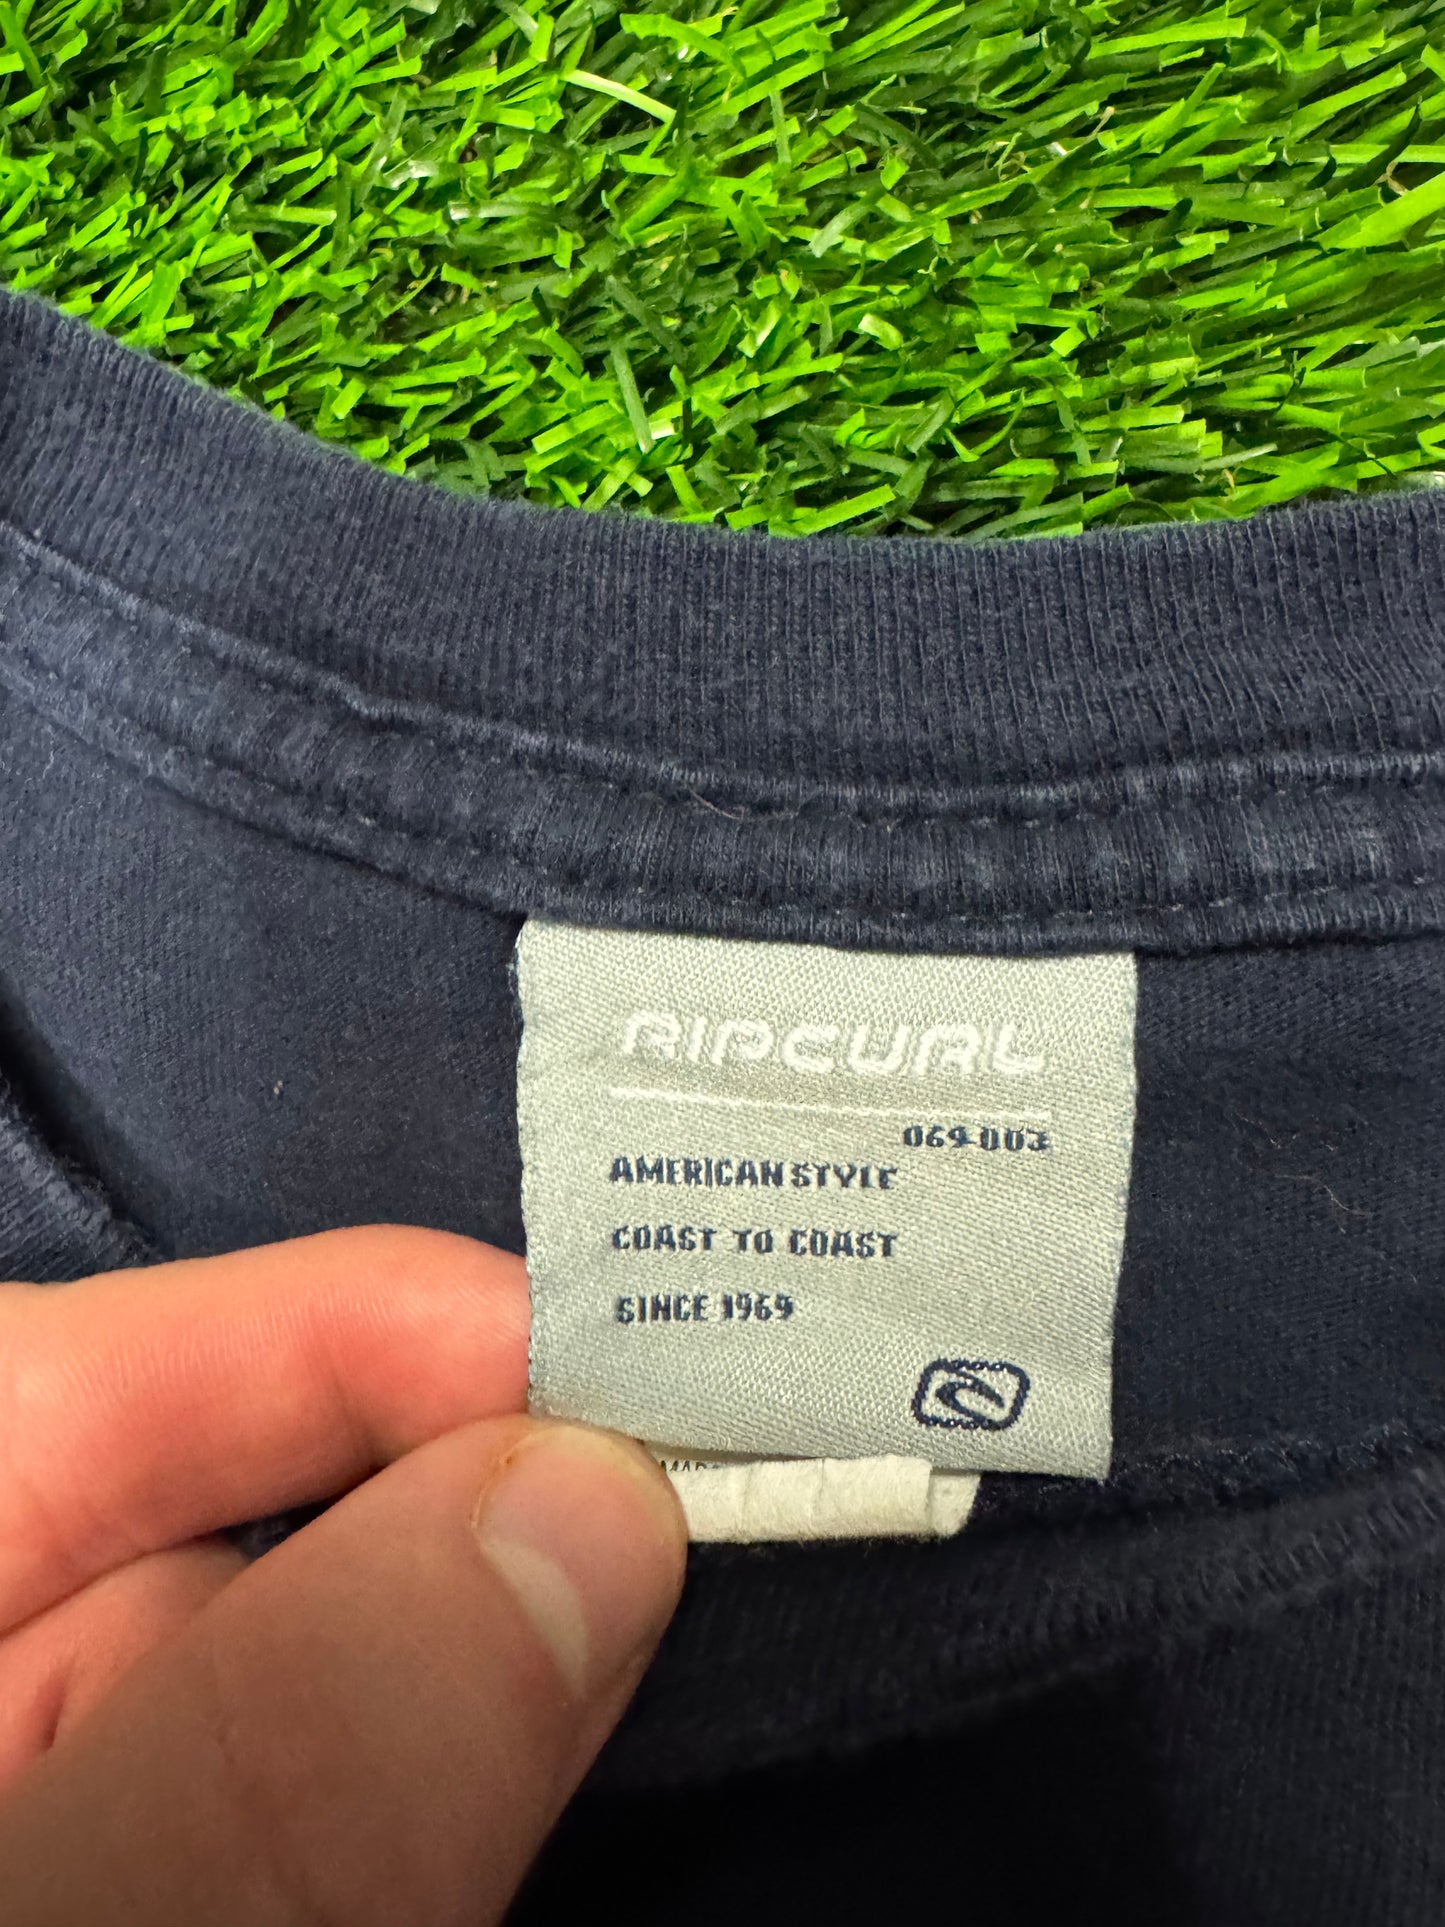 RIPCURL
069-003
AMERICAN STYLE
COAST TO COAST
SINCE 1969